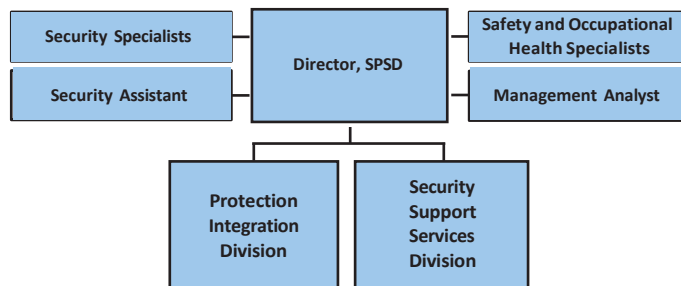 Security Specialists
Security Assistant
Director, SPSD
Safety and Occupational
Health Specialists
Management Analyst
Protection
Integration
Division
Security
Support
Services
Division